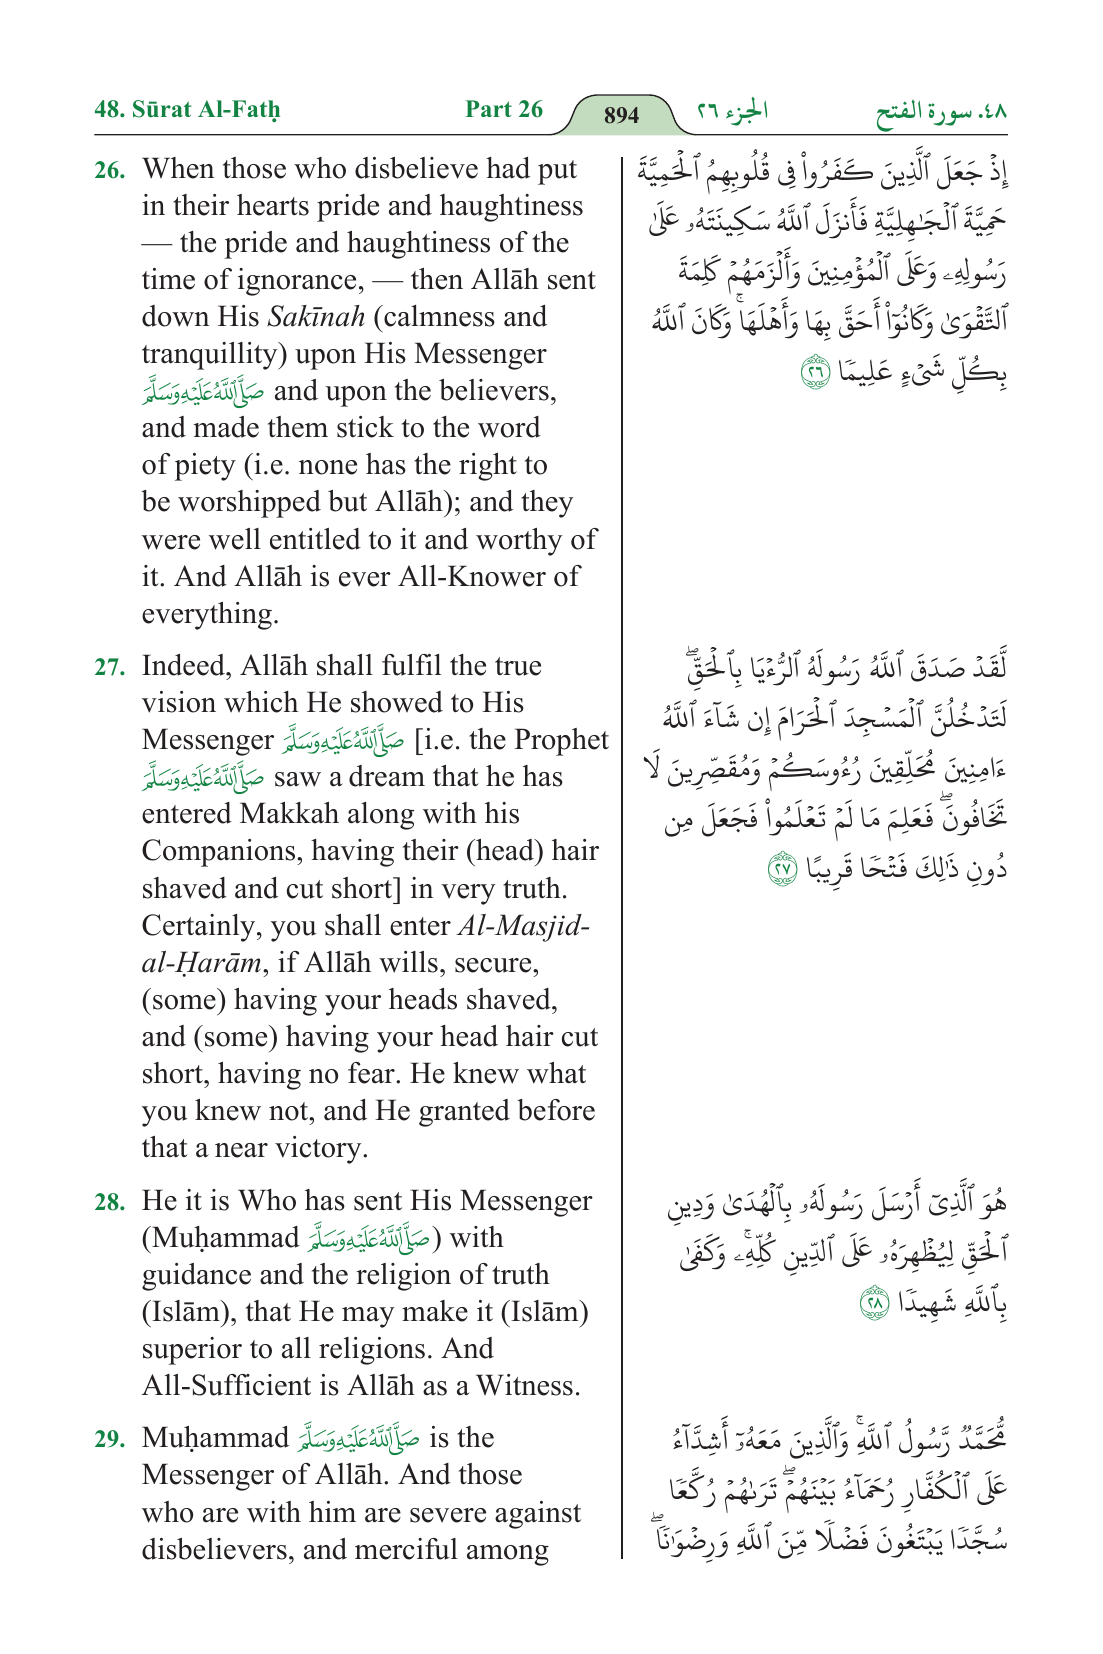 48. Sūrat Al-Fatḥ Part 26 894 الجزء ٢٦ ٤٨. سورة الفتح
26. When those who disbelieve had put
in their hearts pride and haughtiness
— the pride and haughtiness of the
time of ignorance, — then Allāh sent
down His Sakīnah (calmness and
tranquillity) upon His Messenger
صَلَّى اللَّهُ عَلَيْهِ وَسَلَّمَ and upon the believers,
and made them stick to the word
of piety (i.e. none has the right to
be worshipped but Allāh); and they
were well entitled to it and worthy of
it. And Allāh is ever All-Knower of
everything.
إِذْ جَعَلَ ٱلَّذِينَ كَفَرُوا۟ فِى قُلُوبِهِمُ ٱلْحَمِيَّةَ
حَمِيَّةَ ٱلْجَـٰهِلِيَّةِ فَأَنزَلَ ٱللَّهُ سَكِينَتَهُۥ عَلَىٰ
رَسُولِهِۦ وَعَلَى ٱلْمُؤْمِنِينَ وَأَلْزَمَهُمْ كَلِمَةَ
ٱلتَّقْوَىٰ وَكَانُوٓا۟ أَحَقَّ بِهَا وَأَهْلَهَا ۚ وَكَانَ ٱللَّهُ
بِكُلِّ شَىْءٍ عَلِيمًا ٢٦
27. Indeed, Allāh shall fulfil the true
vision which He showed to His
Messenger صَلَّى اللَّهُ عَلَيْهِ وَسَلَّمَ [i.e. the Prophet
صَلَّى اللَّهُ عَلَيْهِ وَسَلَّمَ saw a dream that he has
entered Makkah along with his
Companions, having their (head) hair
shaved and cut short] in very truth.
Certainly, you shall enter Al-Masjid-
al-Ḥarām, if Allāh wills, secure,
(some) having your heads shaved,
and (some) having your head hair cut
short, having no fear. He knew what
you knew not, and He granted before
that a near victory.
لَّقَدْ صَدَقَ ٱللَّهُ رَسُولَهُ ٱلرُّءْيَا بِٱلْحَقِّ ۖ
لَتَدْخُلُنَّ ٱلْمَسْجِدَ ٱلْحَرَامَ إِن شَآءَ ٱللَّهُ
ءَامِنِينَ مُحَلِّقِينَ رُءُوسَكُمْ وَمُقَصِّرِينَ لَا
تَخَافُونَ ۖ فَعَلِمَ مَا لَمْ تَعْلَمُوا۟ فَجَعَلَ مِن
دُونِ ذَٰلِكَ فَتْحًا قَرِيبًا ٢٧
28. He it is Who has sent His Messenger
(Muḥammad صَلَّى اللَّهُ عَلَيْهِ وَسَلَّمَ) with
guidance and the religion of truth
(Islām), that He may make it (Islām)
superior to all religions. And
All-Sufficient is Allāh as a Witness.
هُوَ ٱلَّذِىٓ أَرْسَلَ رَسُولَهُۥ بِٱلْهُدَىٰ وَدِينِ
ٱلْحَقِّ لِيُظْهِرَهُۥ عَلَى ٱلدِّينِ كُلِّهِۦ ۚ وَكَفَىٰ
بِٱللَّهِ شَهِيدًا ٢٨
29. Muḥammad صَلَّى اللَّهُ عَلَيْهِ وَسَلَّمَ is the
Messenger of Allāh. And those
who are with him are severe against
disbelievers, and merciful among
مُّحَمَّدٌ رَّسُولُ ٱللَّهِ ۚ وَٱلَّذِينَ مَعَهُۥٓ أَشِدَّآءُ
عَلَى ٱلْكُفَّارِ رُحَمَآءُ بَيْنَهُمْ ۖ تَرَىٰهُمْ رُكَّعًا
سُجَّدًا يَبْتَغُونَ فَضْلًا مِّنَ ٱللَّهِ وَرِضْوَٰنًا ۖ